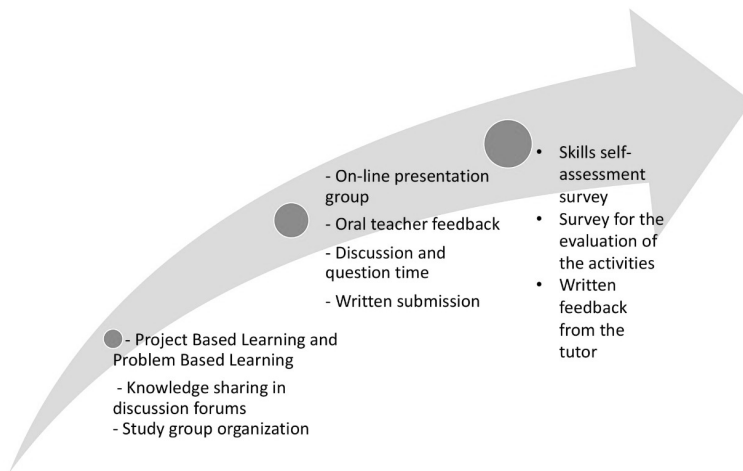 - Project Based Learning and
Problem Based Learning
- Knowledge sharing in
discussion forums
- Study group organization
- On-line presentation
group
- Oral teacher feedback
- Discussion and
question time
- Written submission
• Skills self-
assessment
survey
• Survey for the
evaluation of
the activities
• Written
feedback
from the
tutor